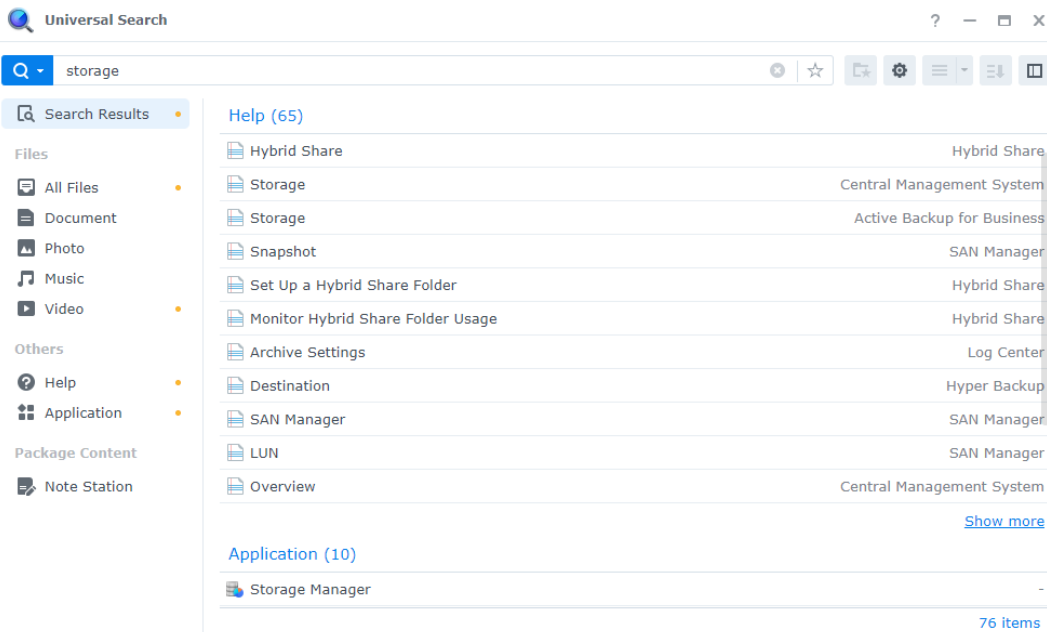 Universal Search
storage
Search Results
Files
All Files
Document
Photo
Music
Video
Others
Help
Application
Package Content
Note Station
Help (65)
Hybrid Share Hybrid Share
Storage Central Management System
Storage Active Backup for Business
Snapshot SAN Manager
Set Up a Hybrid Share Folder Hybrid Share
Monitor Hybrid Share Folder Usage Hybrid Share
Archive Settings Log Center
Destination Hyper Backup
SAN Manager SAN Manager
LUN SAN Manager
Overview Central Management System
Show more
Application (10)
Storage Manager -
76 items